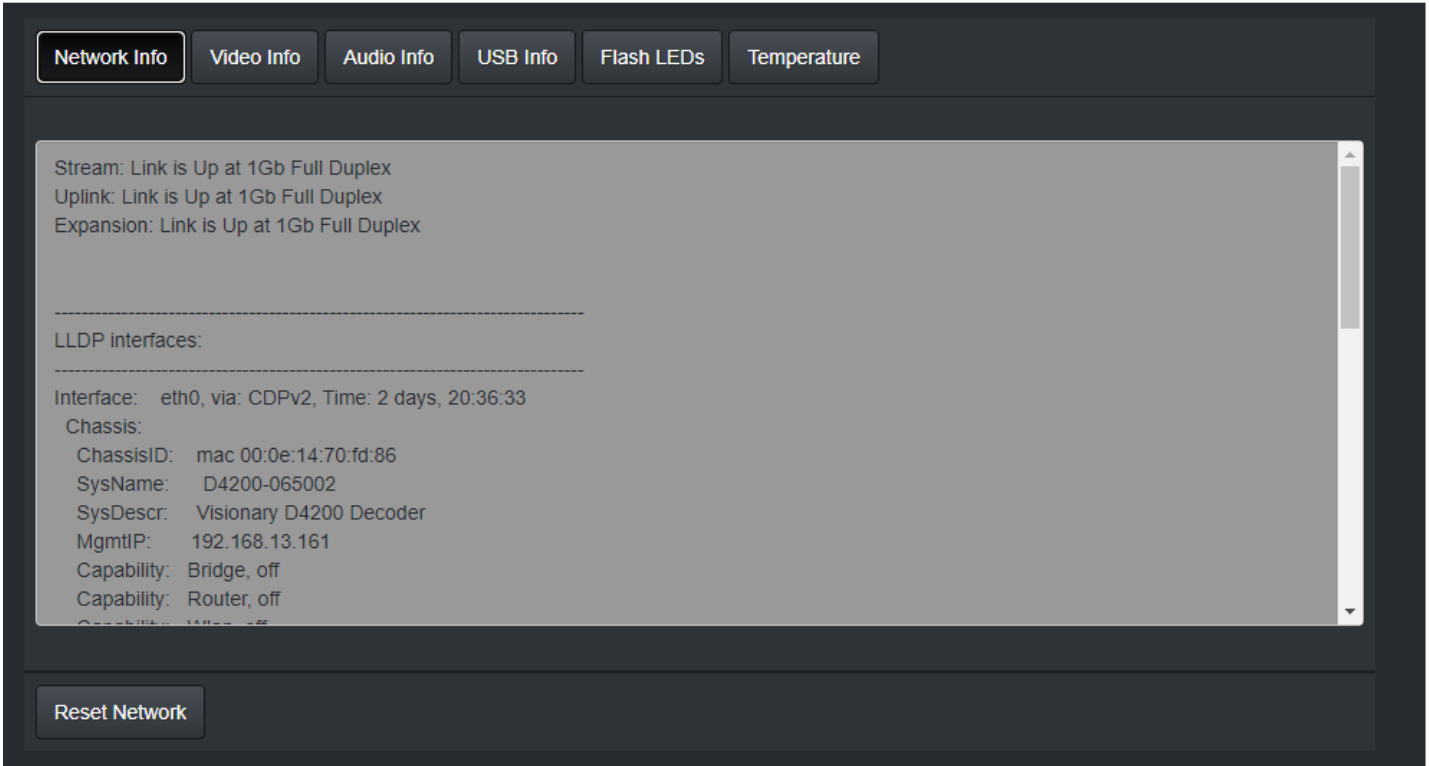 Network Info Video Info Audio Info USB Info Flash LEDs Temperature
Stream: Link is Up at 1Gb Full Duplex
Uplink: Link is Up at 1Gb Full Duplex
Expansion: Link is Up at 1Gb Full Duplex
-------------------------------------------------------------------------------
LLDP interfaces:
-------------------------------------------------------------------------------
Interface: eth0, via: CDPv2, Time: 2 days, 20:36:33
Chassis:
ChassisID: mac 00:0e:14:70:fd:86
SysName: D4200-065002
SysDescr: Visionary D4200 Decoder
MgmtIP: 192.168.13.161
Capability: Bridge, off
Capability: Router, off
Capability: Wlan, off
Reset Network